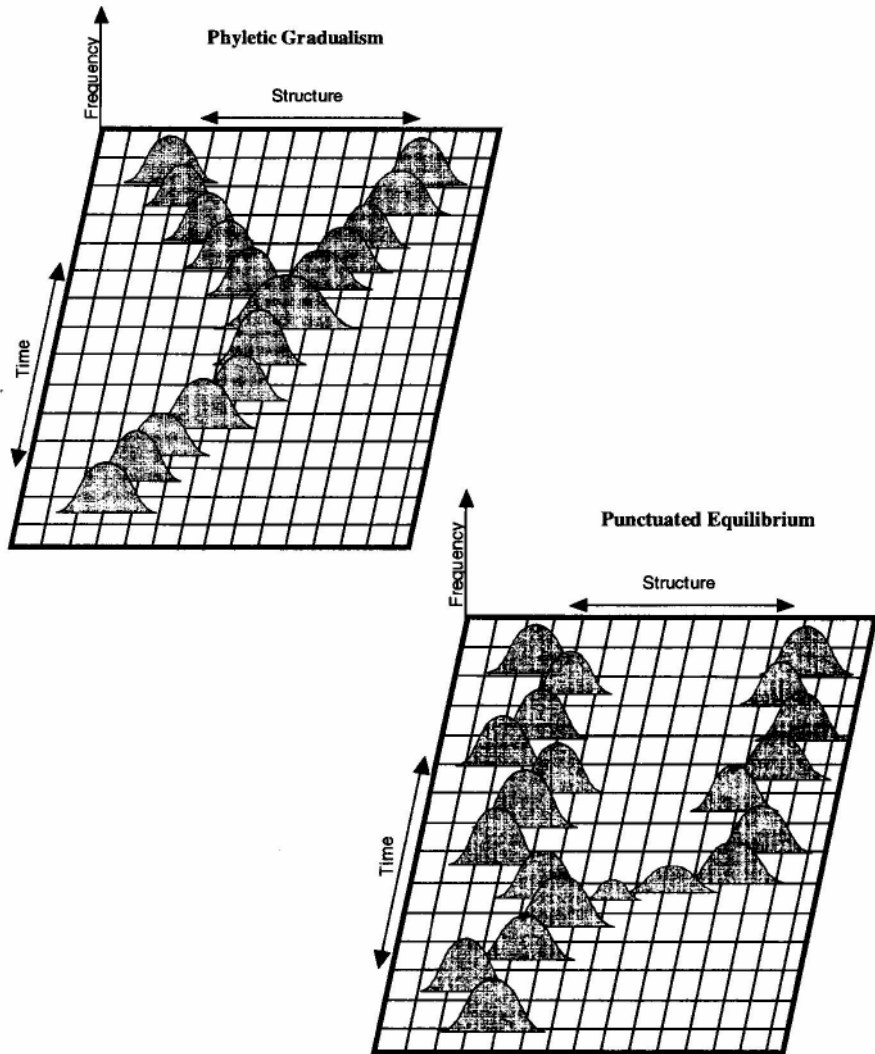 Phyletic Gradualism
Frequency
Structure
Time
Punctuated Equilibrium
Frequency
Structure
Time